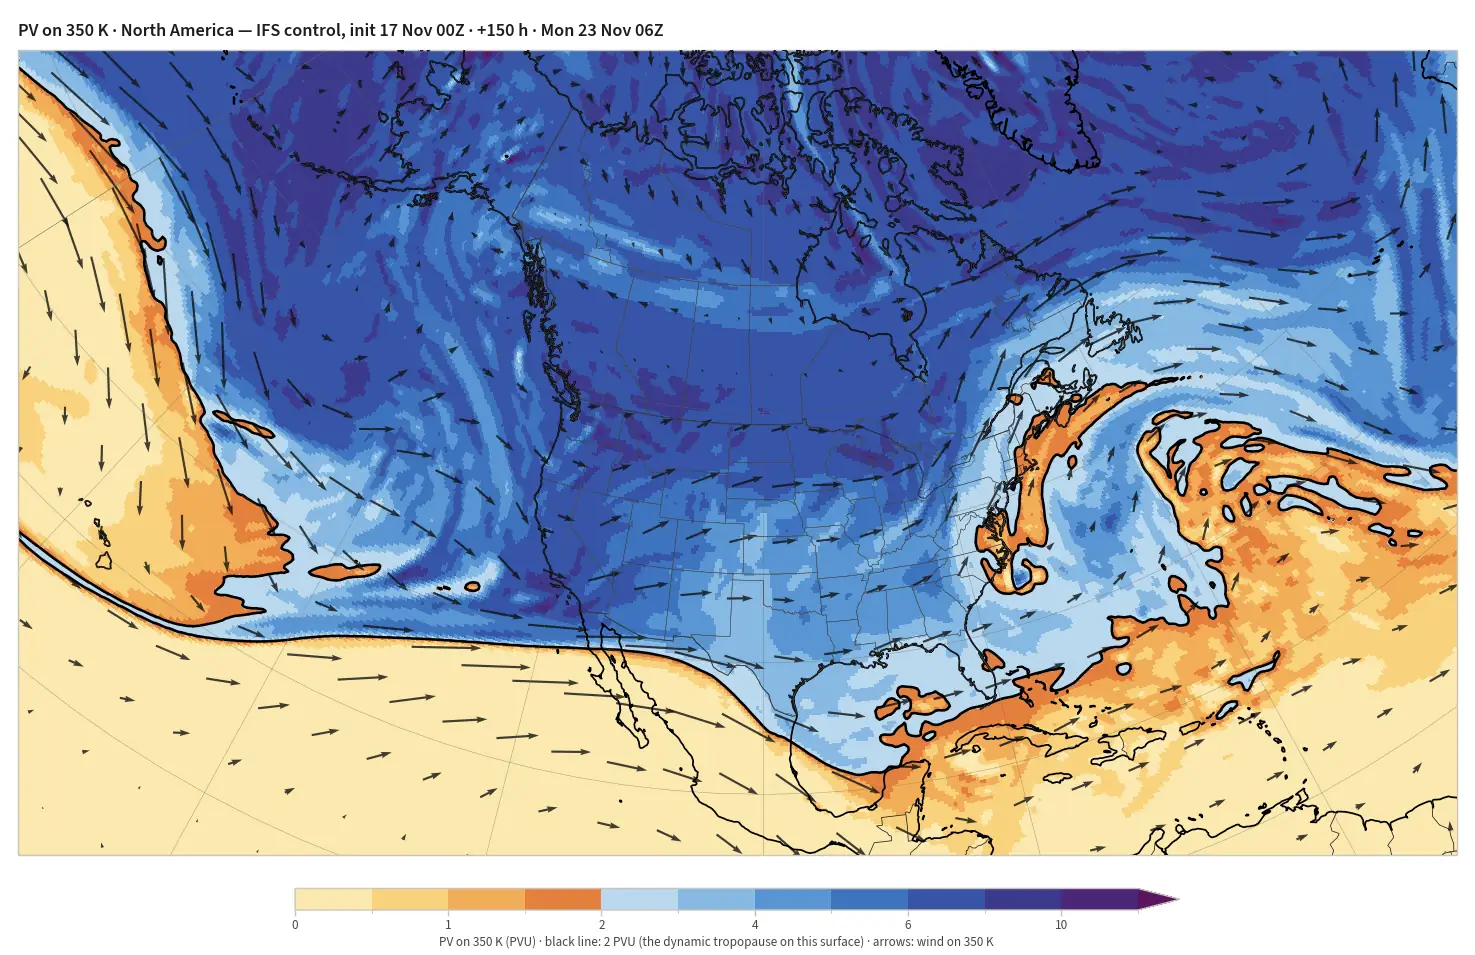 PV on 350 K · North America — IFS control, init 17 Nov 00Z · +150 h · Mon 23 Nov 06Z
0 1 2 4 6 10
PV on 350 K (PVU) · black line: 2 PVU (the dynamic tropopause on this surface) · arrows: wind on 350 K